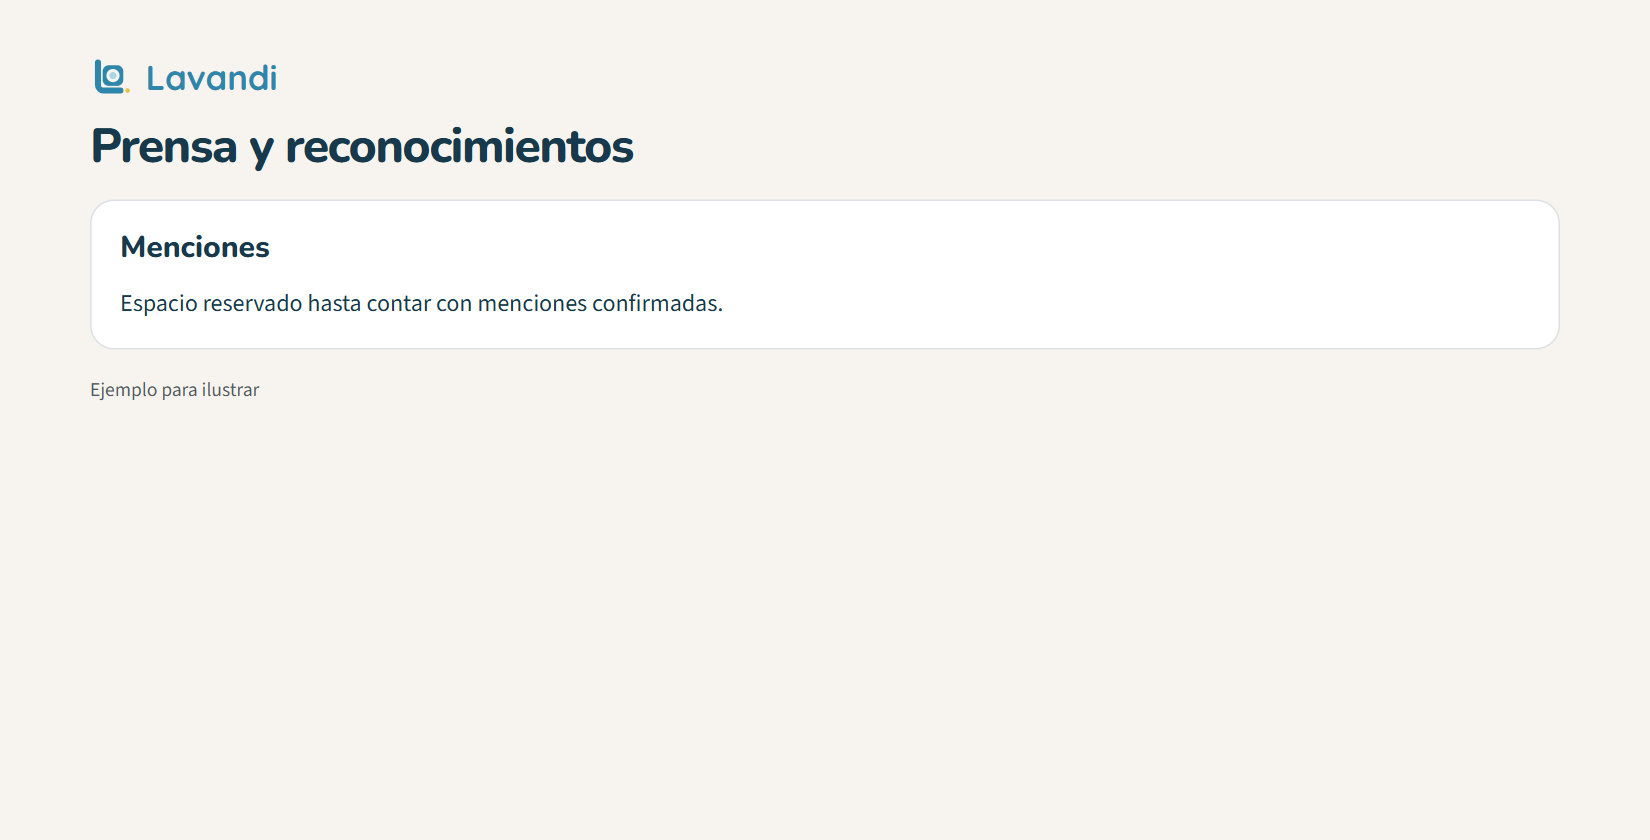 Lavandi
Prensa y reconocimientos
Menciones
Espacio reservado hasta contar con menciones confirmadas.
Ejemplo para ilustrar